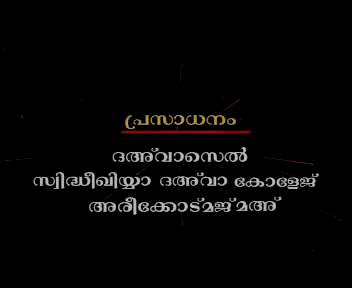 പ്രസാധനം
ദഅ്വാസെൽ
സ്വിദ്ധീഖിയ്യാ ദഅ്വാ കോളേജ്
അരീക്കോട്മജ്മഅ്